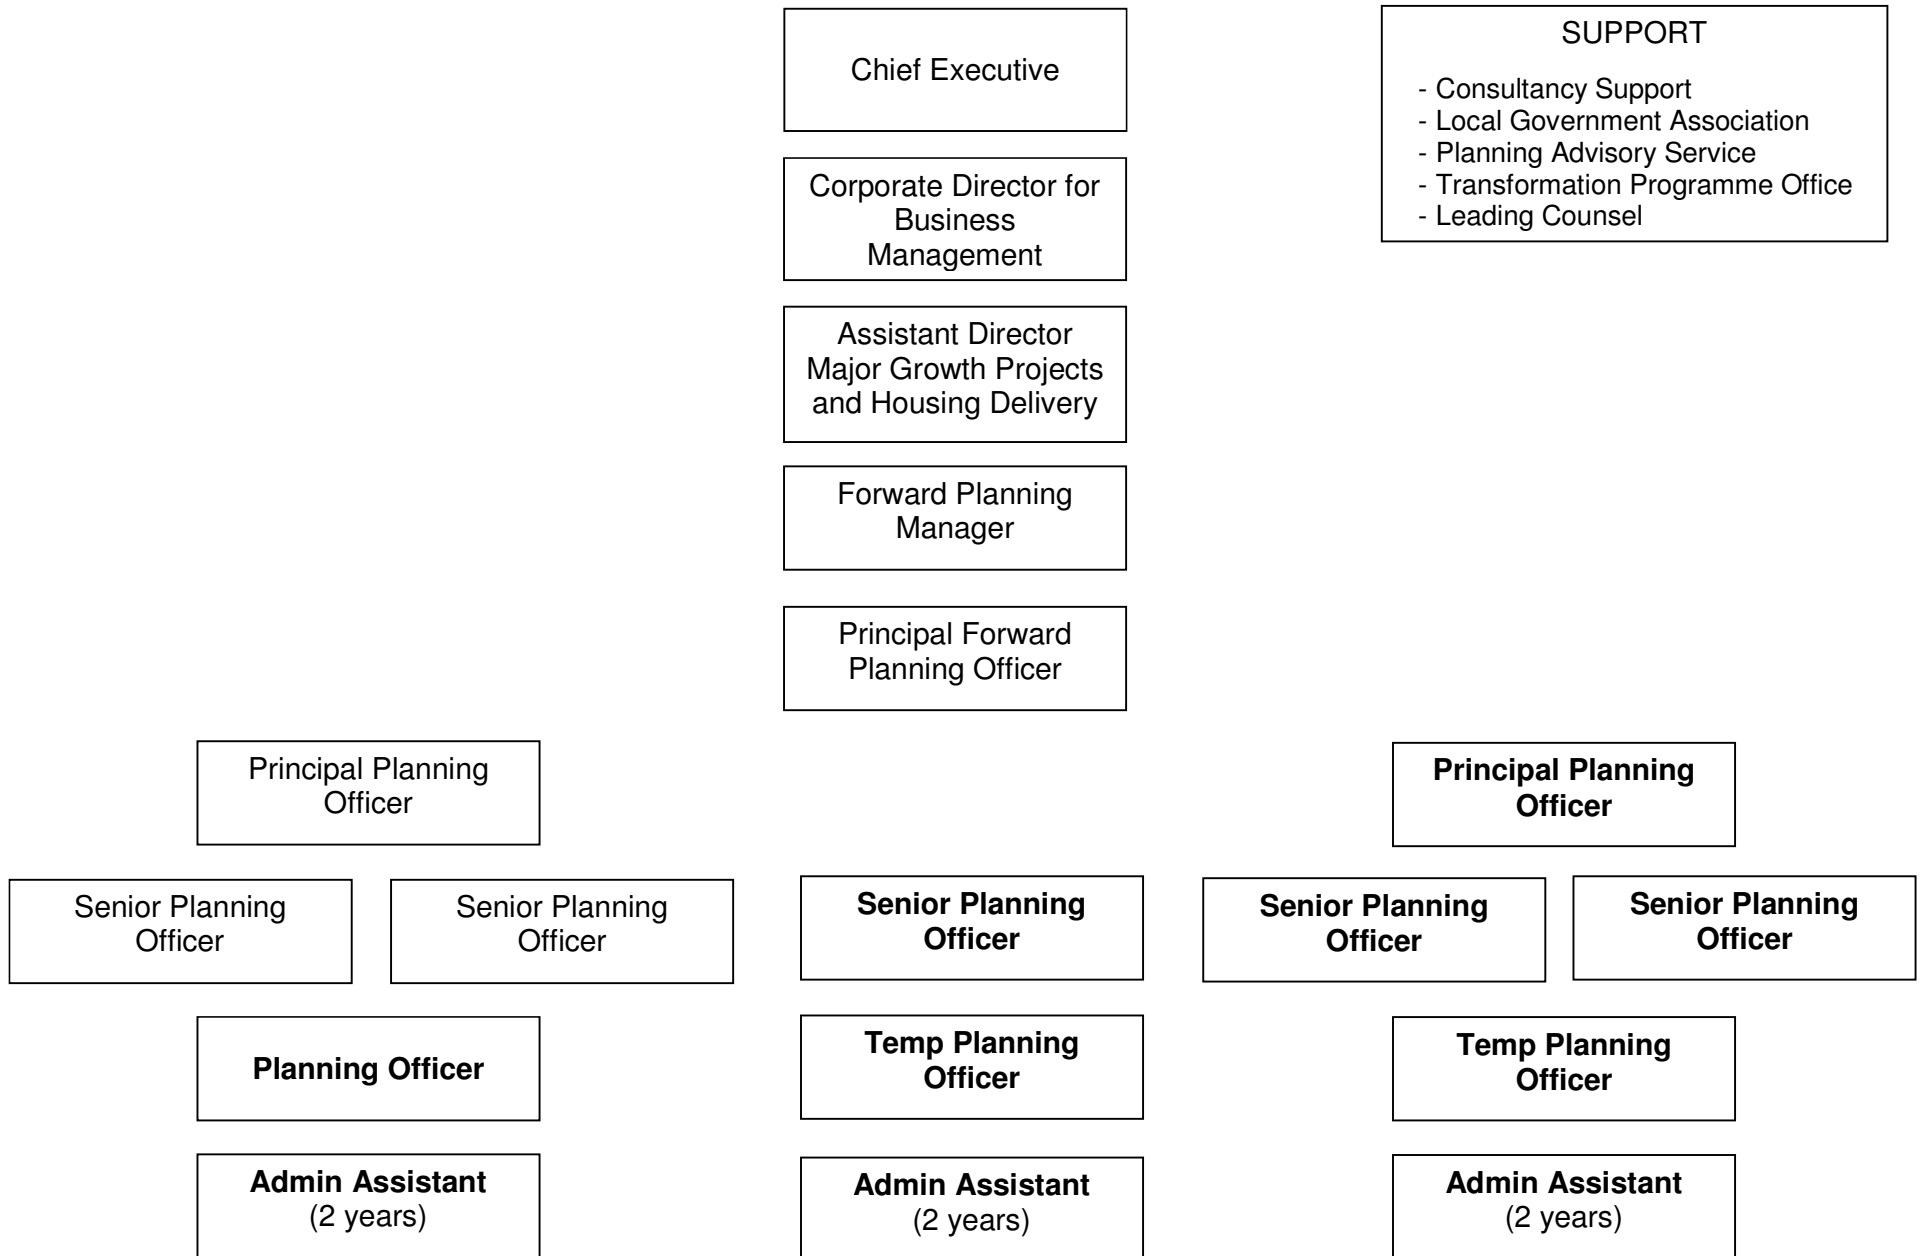 Chief Executive
SUPPORT
- Consultancy Support
- Local Government Association
- Planning Advisory Service
- Transformation Programme Office
- Leading Counsel
Corporate Director for
Business
Management
Assistant Director
Major Growth Projects
and Housing Delivery
Forward Planning
Manager
Principal Forward
Planning Officer
Principal Planning
Officer
Principal Planning
Officer
Senior Planning
Officer
Senior Planning
Officer
Senior Planning
Officer
Senior Planning
Officer
Senior Planning
Officer
Planning Officer
Temp Planning
Officer
Temp Planning
Officer
Admin Assistant
(2 years)
Admin Assistant
(2 years)
Admin Assistant
(2 years)